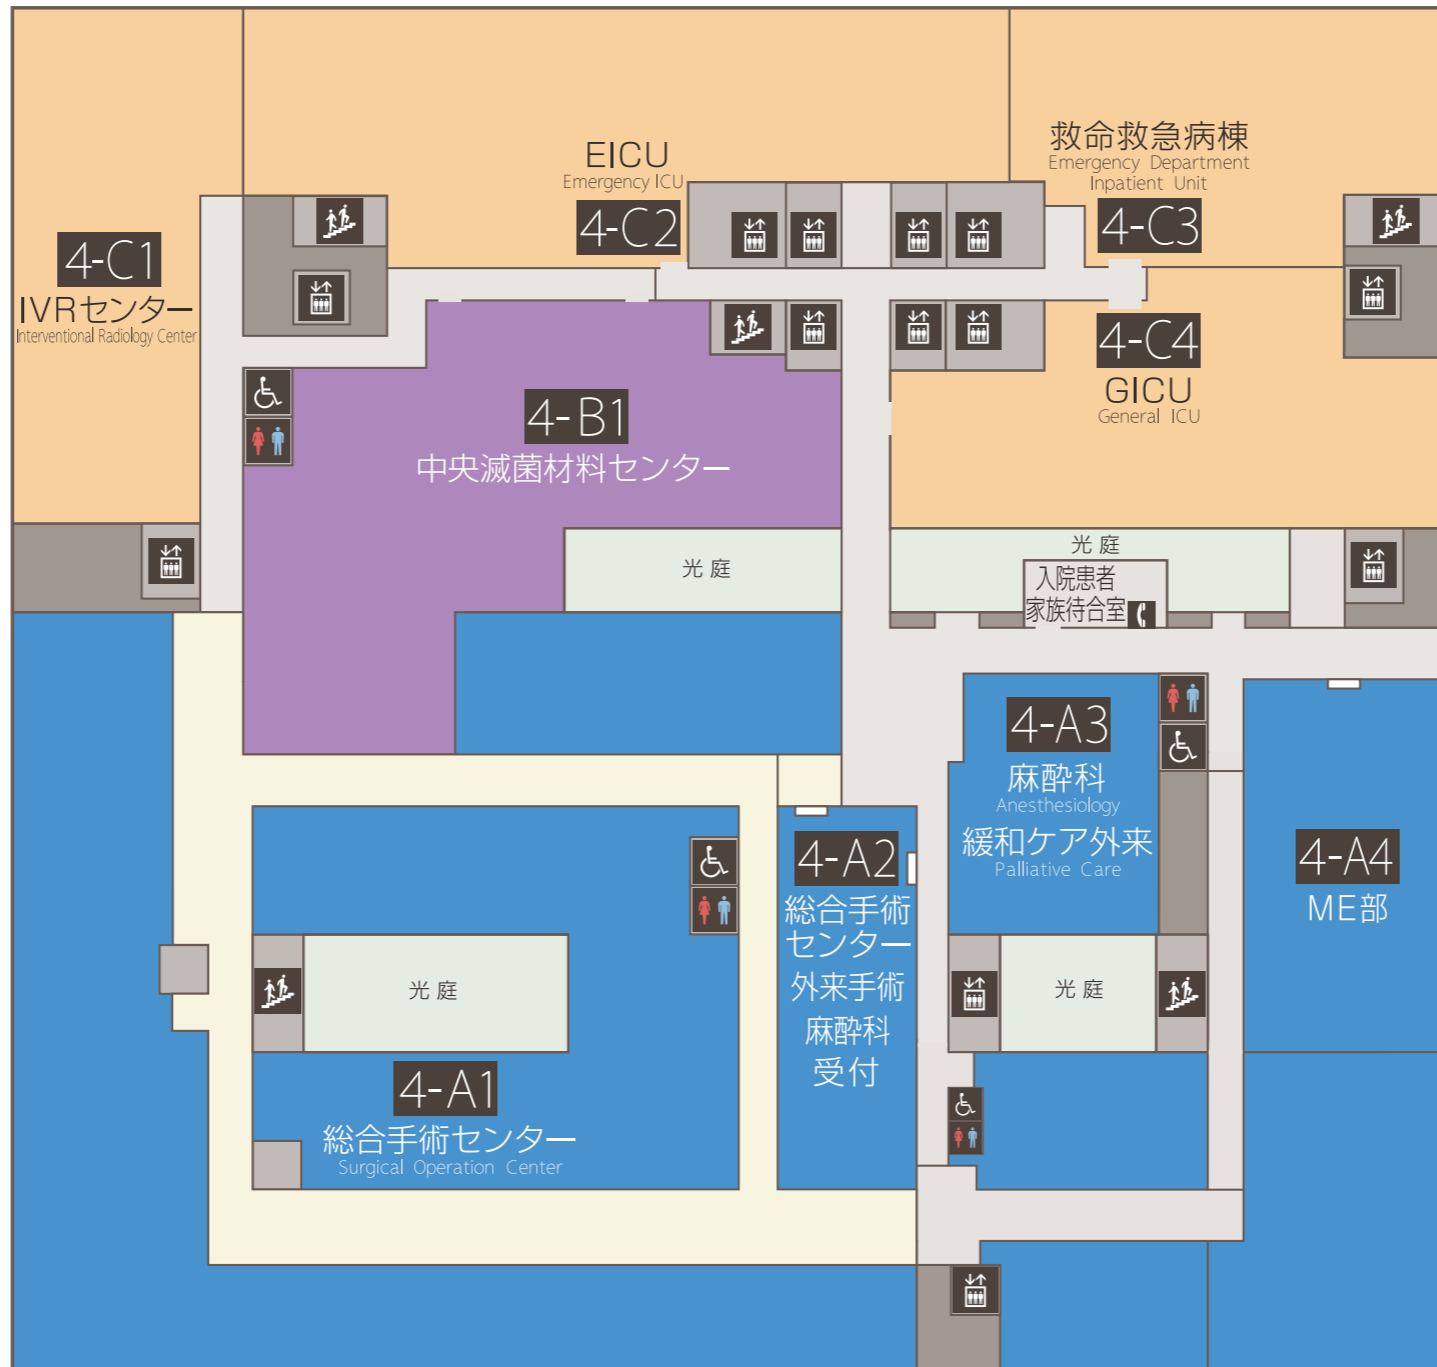 EICU
Emergency ICU
4-C2
救命救急病棟
Emergency Department
Inpatient Unit
4-C3
4-C1
IVRセンター
Interventional Radiology Center
4-C4
GICU
General ICU
4-B1
中央滅菌材料センター
光庭
光庭
入院患者
家族待合室
4-A3
麻酔科
Anesthesiology
緩和ケア外来
Palliative Care
4-A2
総合手術
センター
外来手術
麻酔科
受付
4-A4
ME部
光庭
光庭
4-A1
総合手術センター
Surgical Operation Center